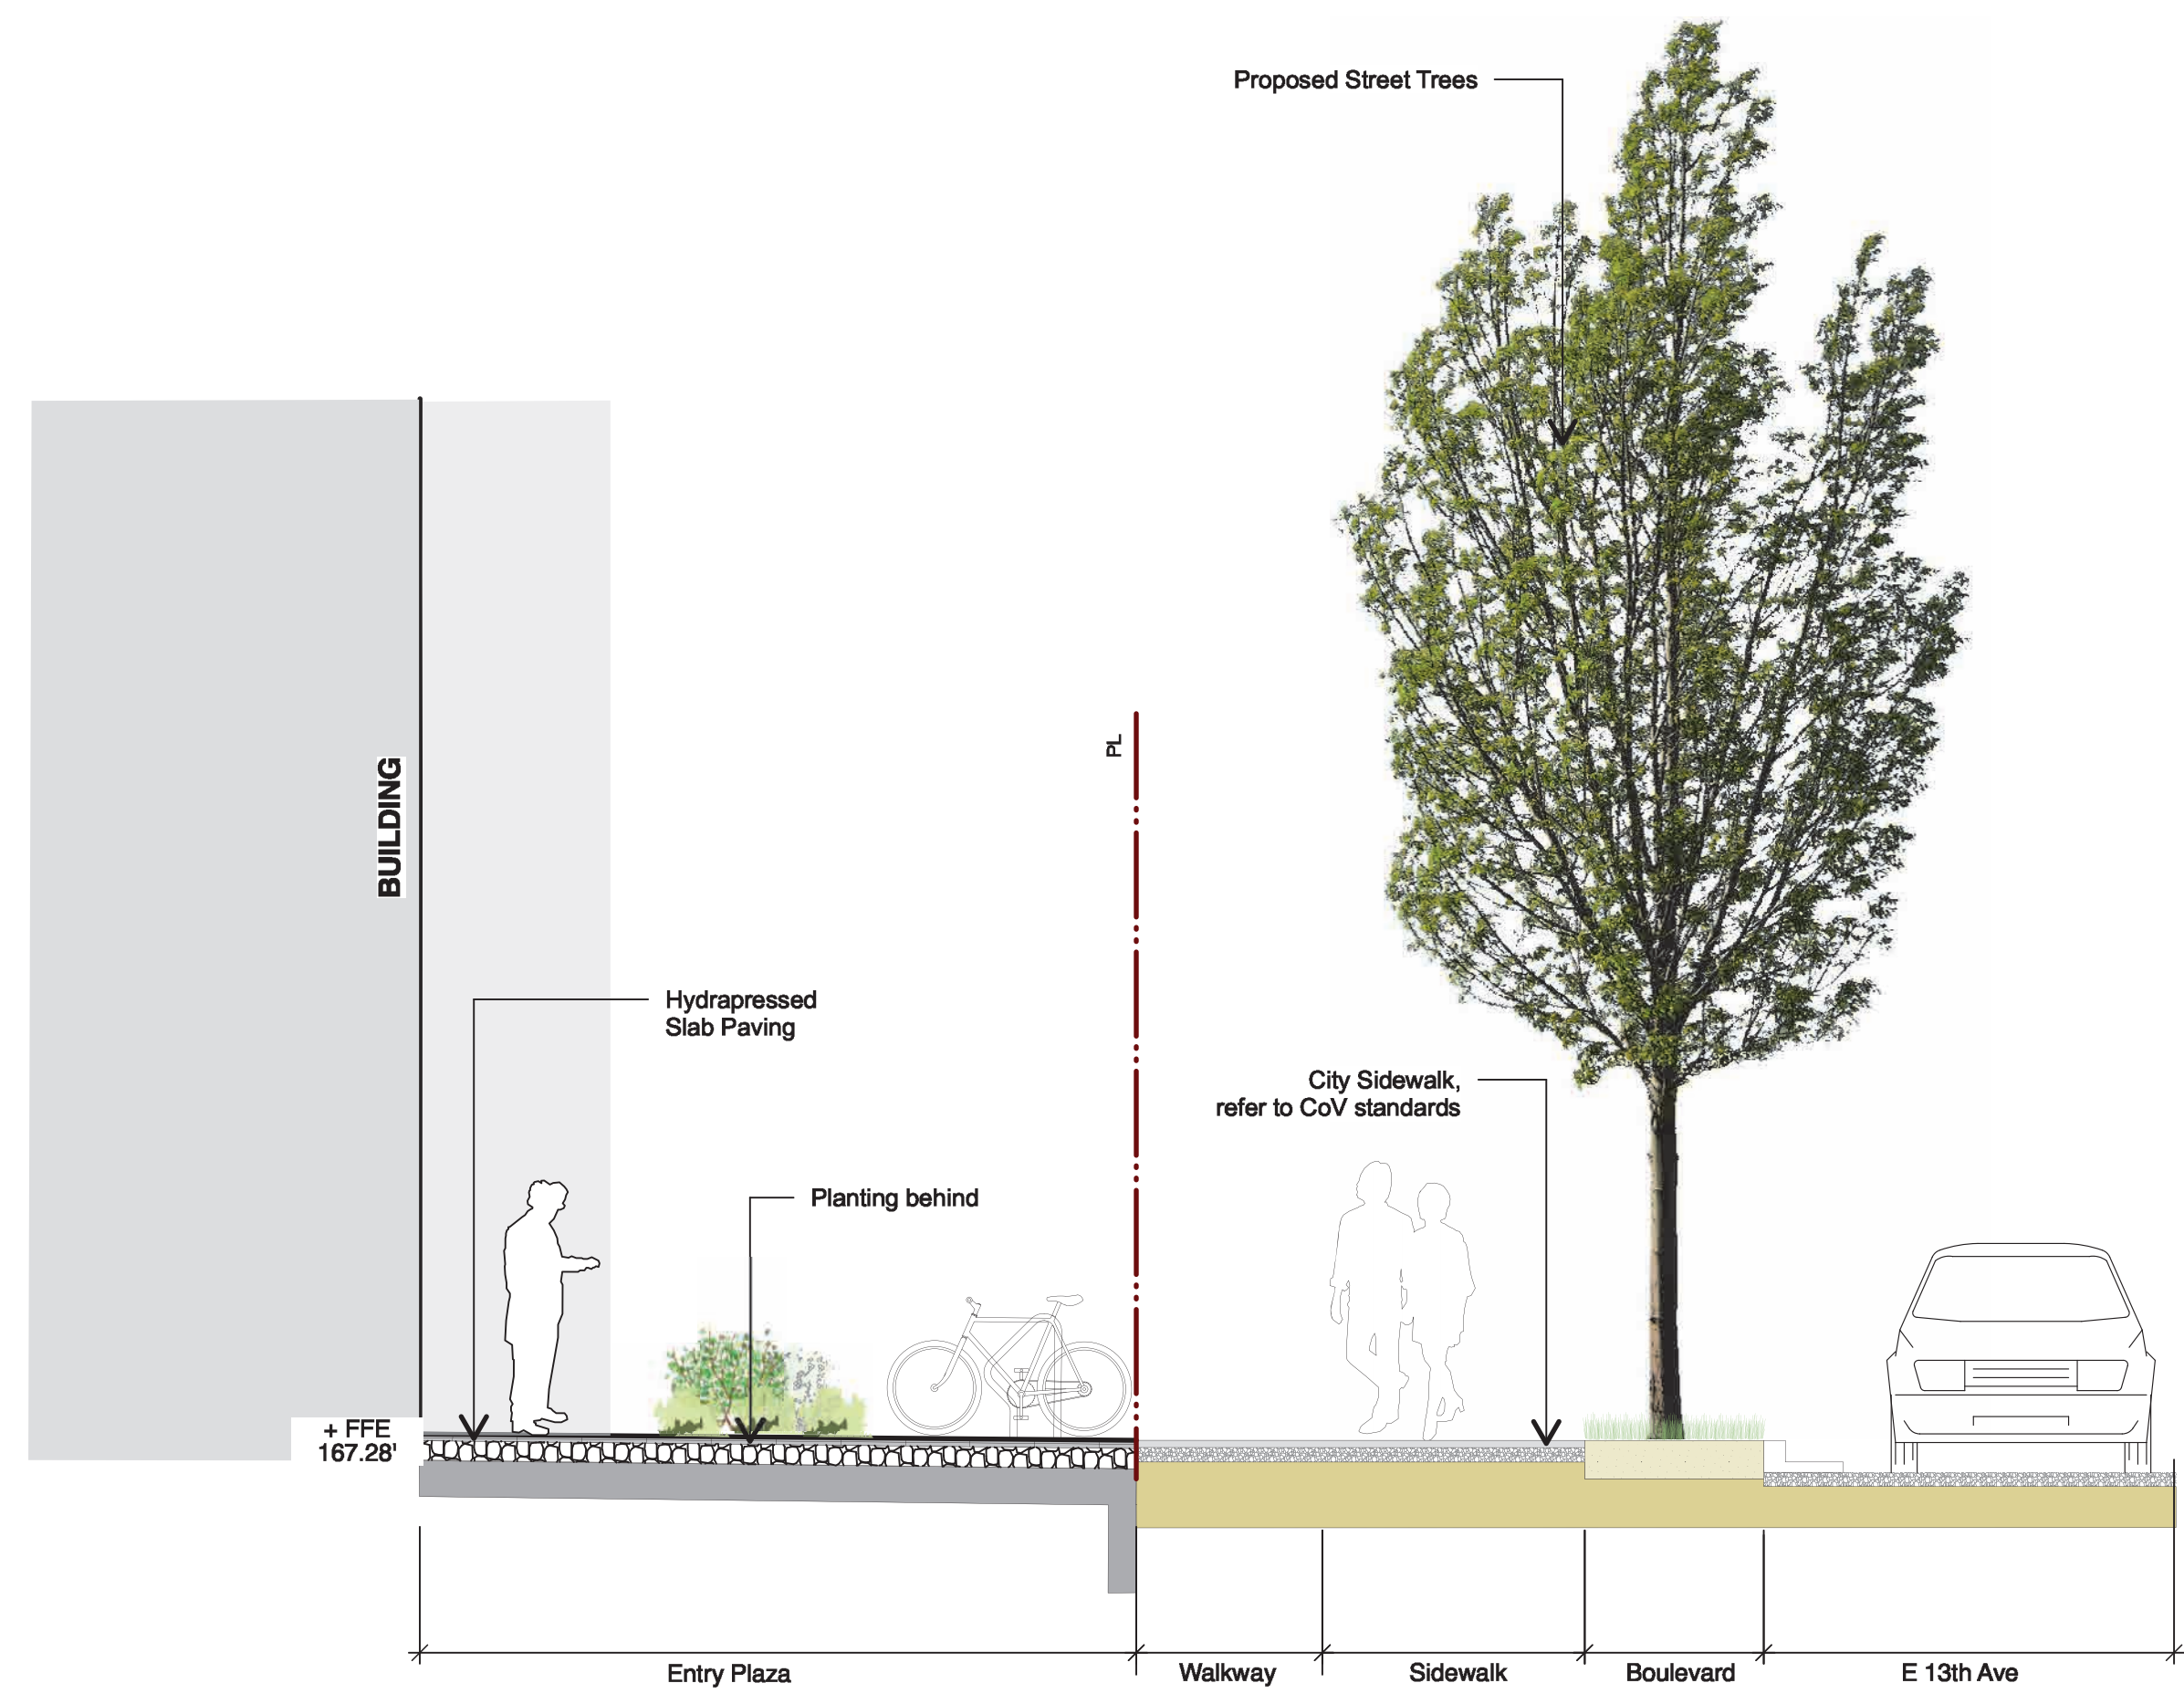 Proposed Street Trees
PL
BUILDING
Hydrapressed
Slab Paving
City Sidewalk,
refer to CoV standards
Planting behind
+ FFE
167.28'
Entry Plaza
Walkway
Sidewalk
Boulevard
E 13th Ave